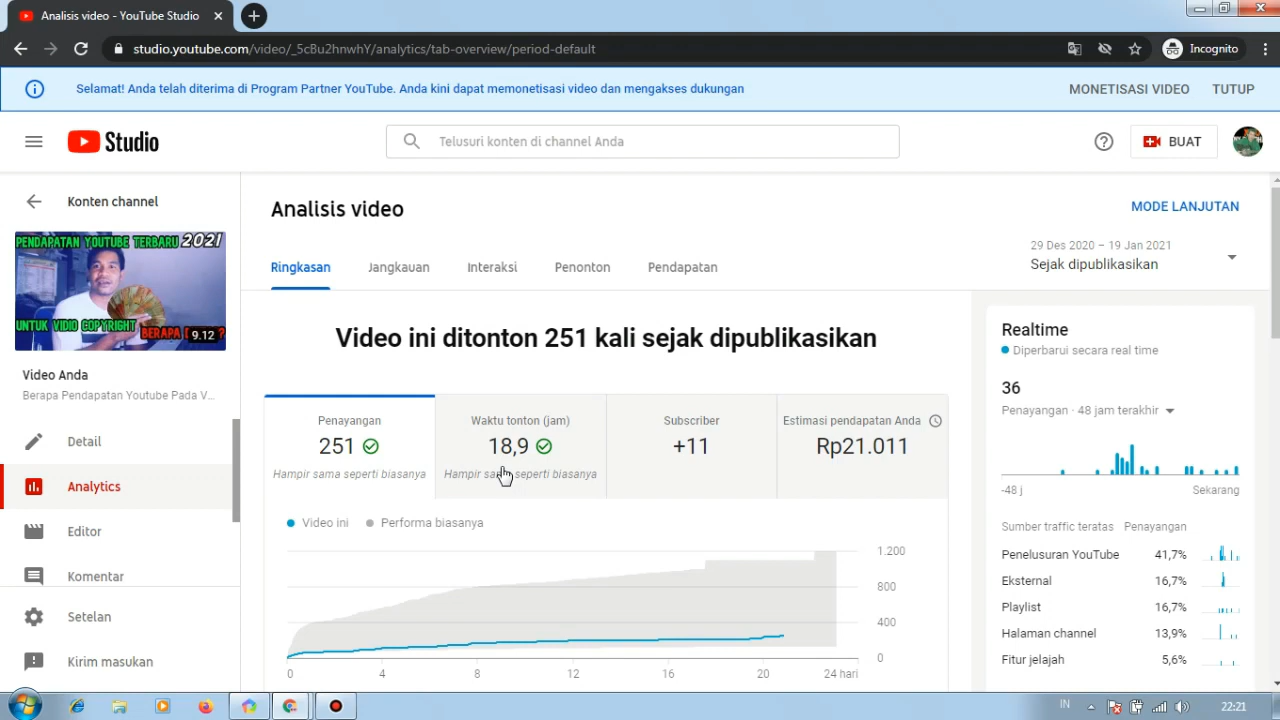 Analisis video - YouTube Studio
studio.youtube.com/video/_5cBu2hnwhY/analytics/tab-overview/period-default
Incognito
Selamat! Anda telah diterima di Program Partner YouTube. Anda kini dapat memonetisasi video dan mengakses dukungan
MONETISASI VIDEO
TUTUP
Studio
Telusuri konten di channel Anda
BUAT
Konten channel
PENDAPATAN YOUTUBE TERBARU 2021
UNTUK VIDIO COPYRIGHT BERAPA
9.12
Video Anda
Berapa Pendapatan Youtube Pada V...
Detail
Analytics
Editor
Komentar
Setelan
Kirim masukan
Analisis video
MODE LANJUTAN
29 Des 2020 – 19 Jan 2021
Sejak dipublikasikan
Ringkasan
Jangkauan
Interaksi
Penonton
Pendapatan
Video ini ditonton 251 kali sejak dipublikasikan
Penayangan
251
Hampir sama seperti biasanya
Waktu tonton (jam)
18,9
Hampir sama seperti biasanya
Subscriber
+11
Estimasi pendapatan Anda
Rp21.011
Video ini
Performa biasanya
1.200
800
400
0
0 4 8 12 16 20 24 hari
Realtime
Diperbarui secara real time
36
Penayangan · 48 jam terakhir
-48 j
Sekarang
Sumber traffic teratas Penayangan
Penelusuran YouTube 41,7%
Eksternal 16,7%
Playlist 16,7%
Halaman channel 13,9%
Fitur jelajah 5,6%
IN
22:21